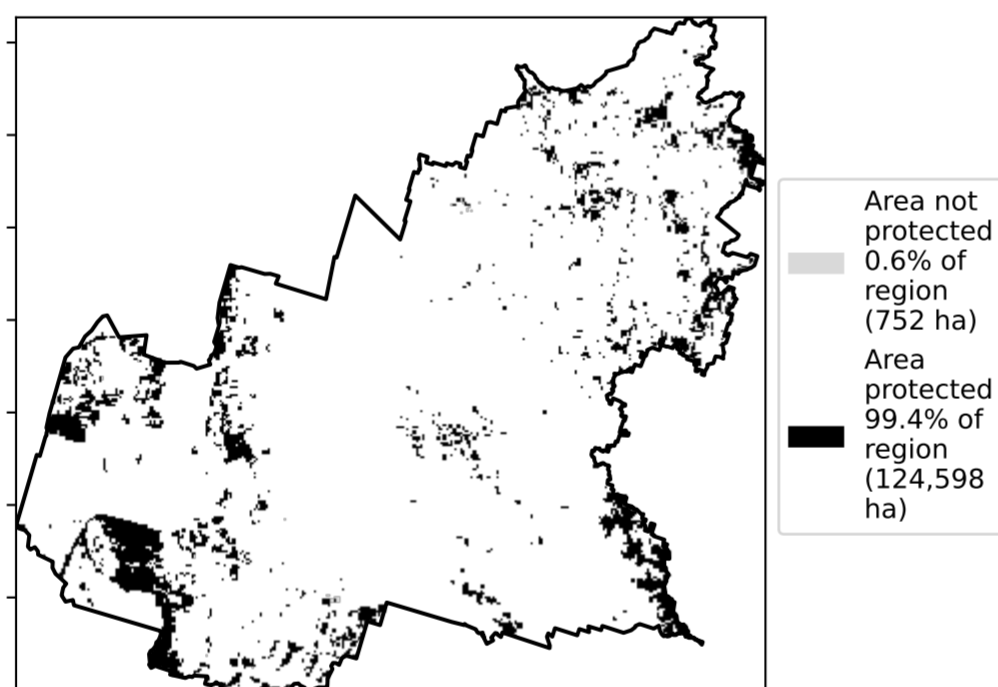 Area not
protected
0.6% of
region
(752 ha)
Area
protected
99.4% of
region
(124,598
ha)